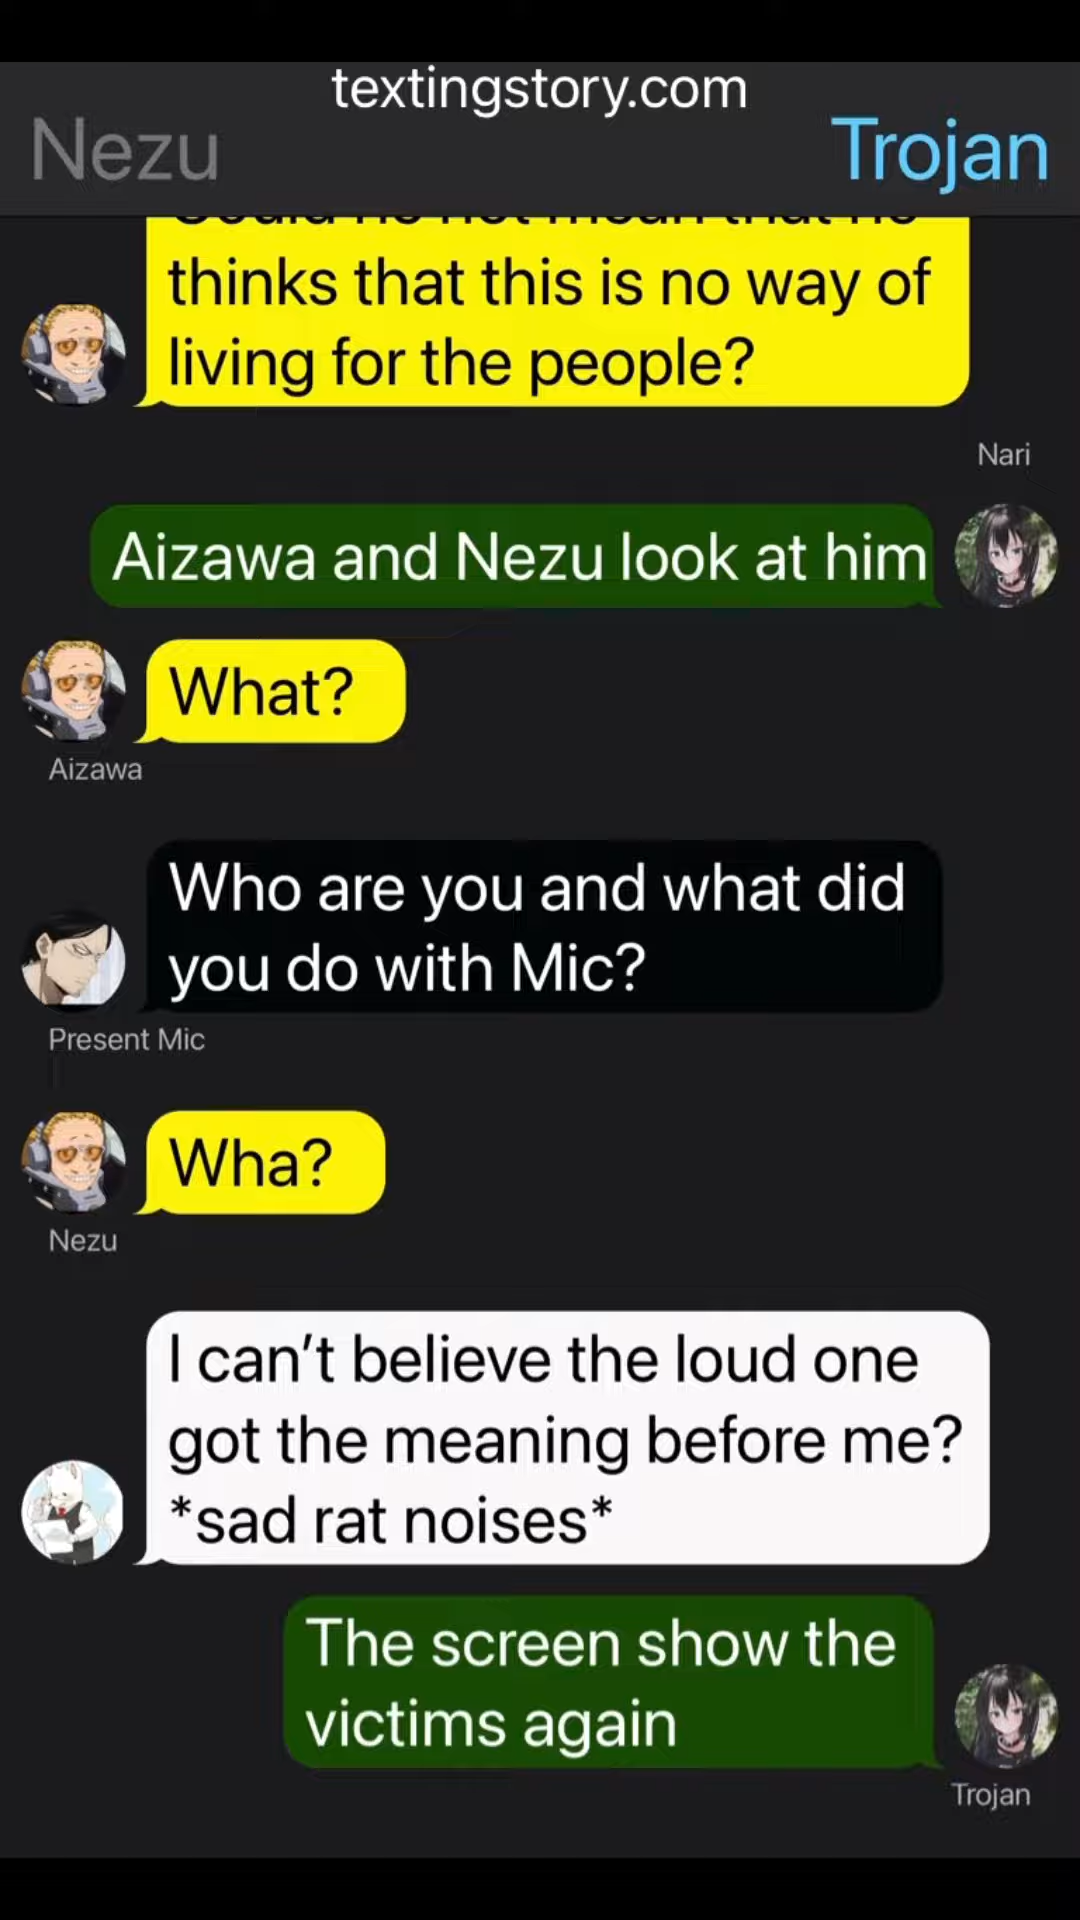 textingstory.com
Nezu
Trojan
thinks that this is no way of
living for the people?
Nari
Aizawa and Nezu look at him
What?
Aizawa
Who are you and what did
you do with Mic?
Present Mic
Wha?
Nezu
I can't believe the loud one
got the meaning before me?
*sad rat noises*
The screen show the
victims again
Trojan